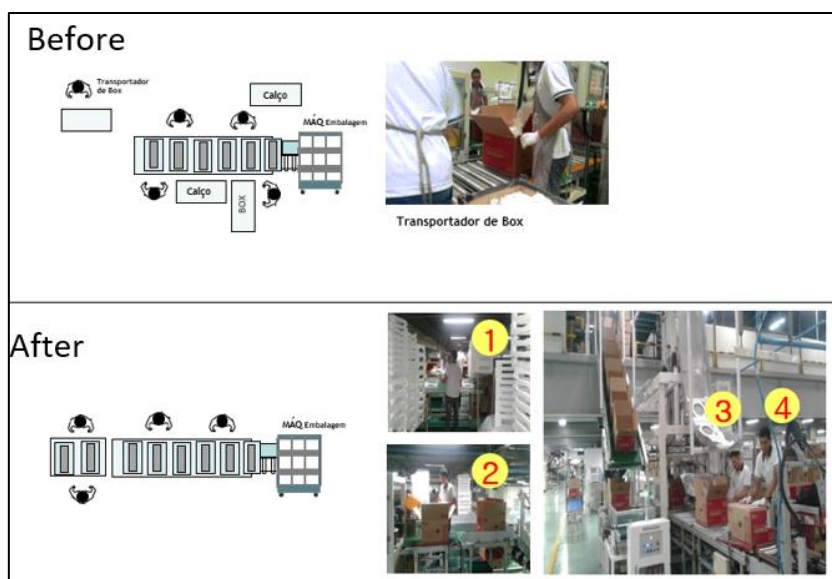 Before
Transportador
de Box
Calço
MÁQ Embalagem
Calço
BOX
Transportador de Box
After
MÁQ Embalagem
1
2
3
4